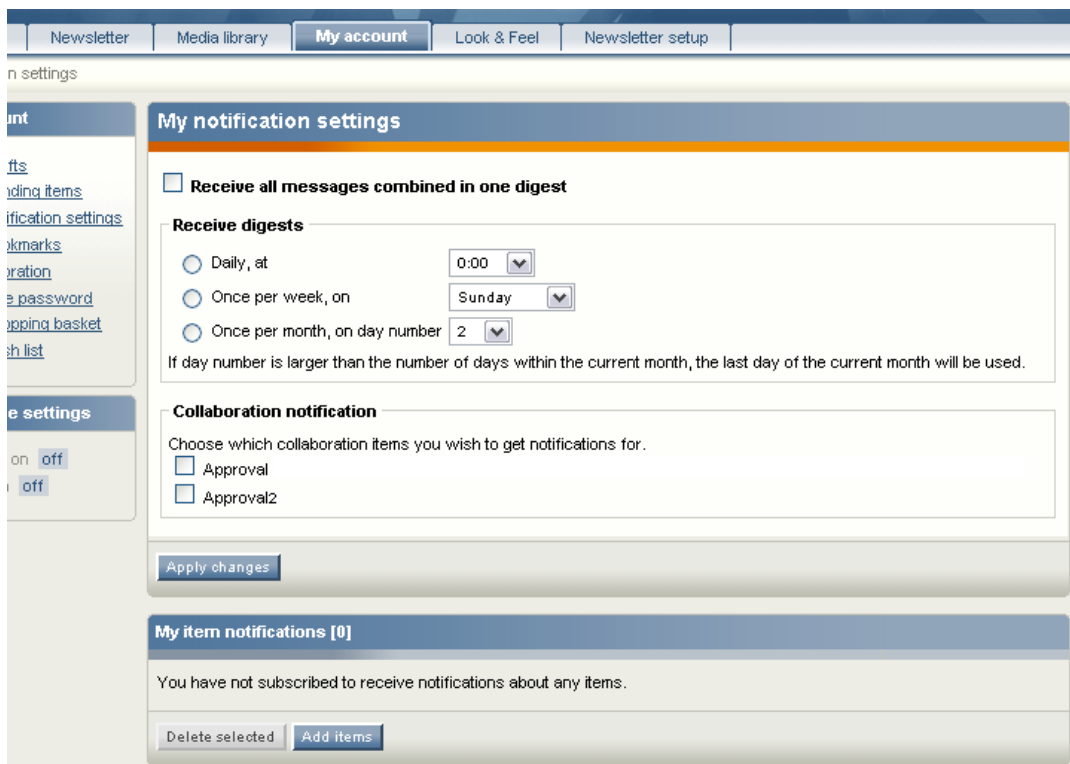 Newsletter Media library My account Look & Feel Newsletter setup
n settings
unt
fts
nding items
ification settings
okmarks
oration
e password
opping basket
sh list
e settings
on off
off
My notification settings
Receive all messages combined in one digest
Receive digests
Daily, at 0:00
Once per week, on Sunday
Once per month, on day number 2
If day number is larger than the number of days within the current month, the last day of the current month will be used.
Collaboration notification
Choose which collaboration items you wish to get notifications for.
Approval
Approval2
Apply changes
My item notifications [0]
You have not subscribed to receive notifications about any items.
Delete selected Add items